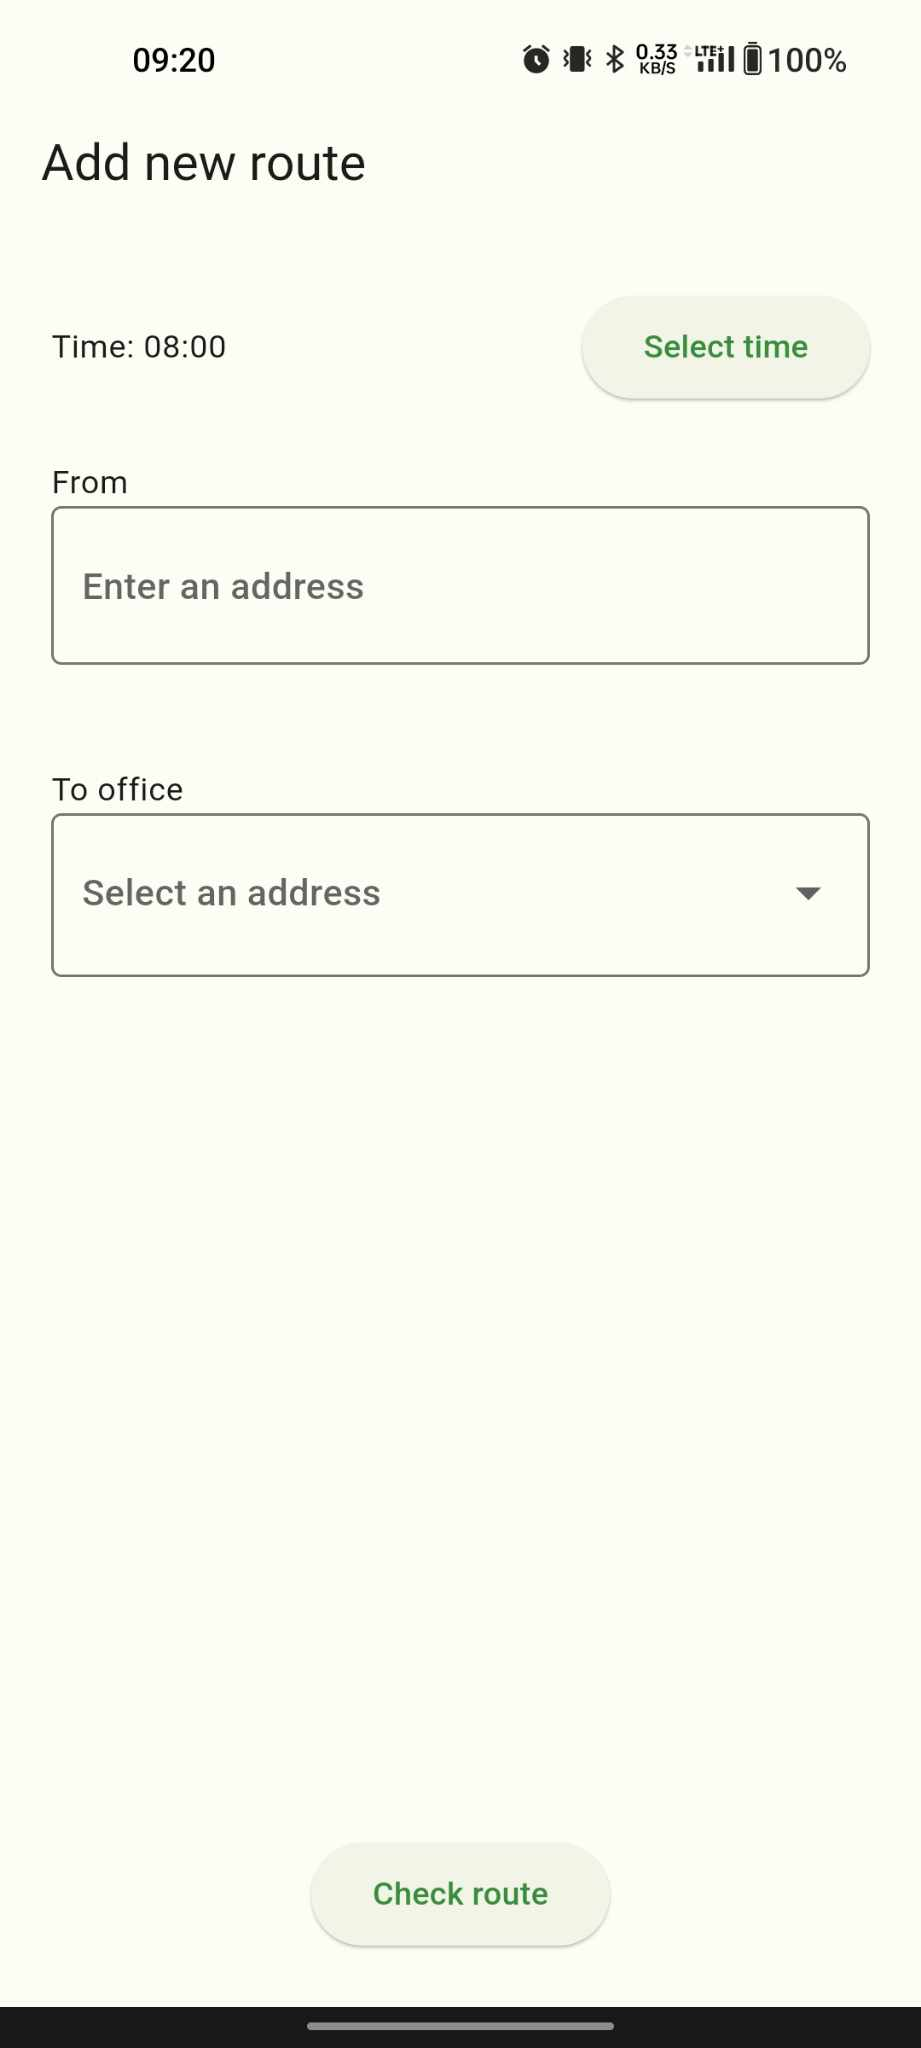 09:20
0.33 KB/S LTE+ 100%
Add new route
Time: 08:00
Select time
From
Enter an address
To office
Select an address
Check route